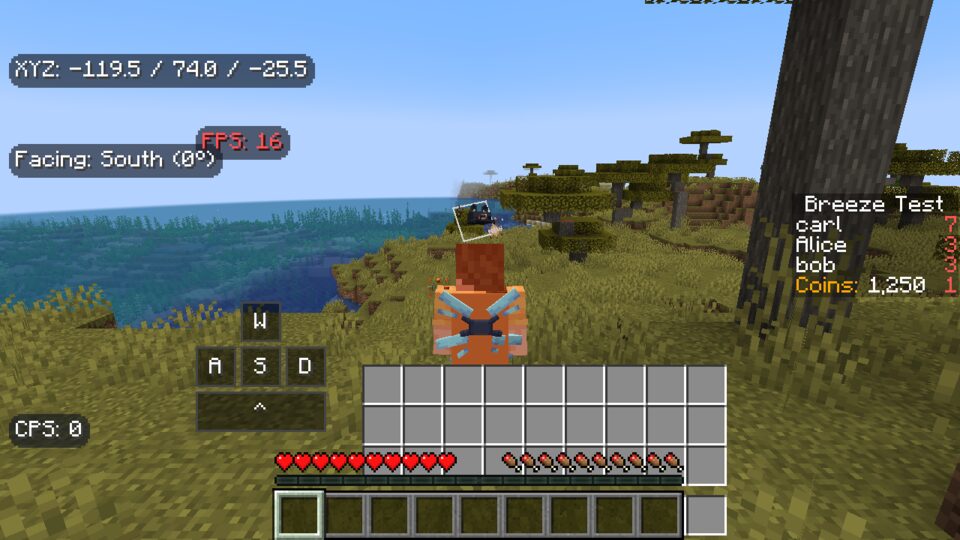 XYZ: -119.5 / 74.0 / -25.5
FPS: 16
Facing: South (0°)
Breeze Test
carl 7
Alice 3
bob 3
Coins: 1,250 1
W
A S D
^
CPS: 0